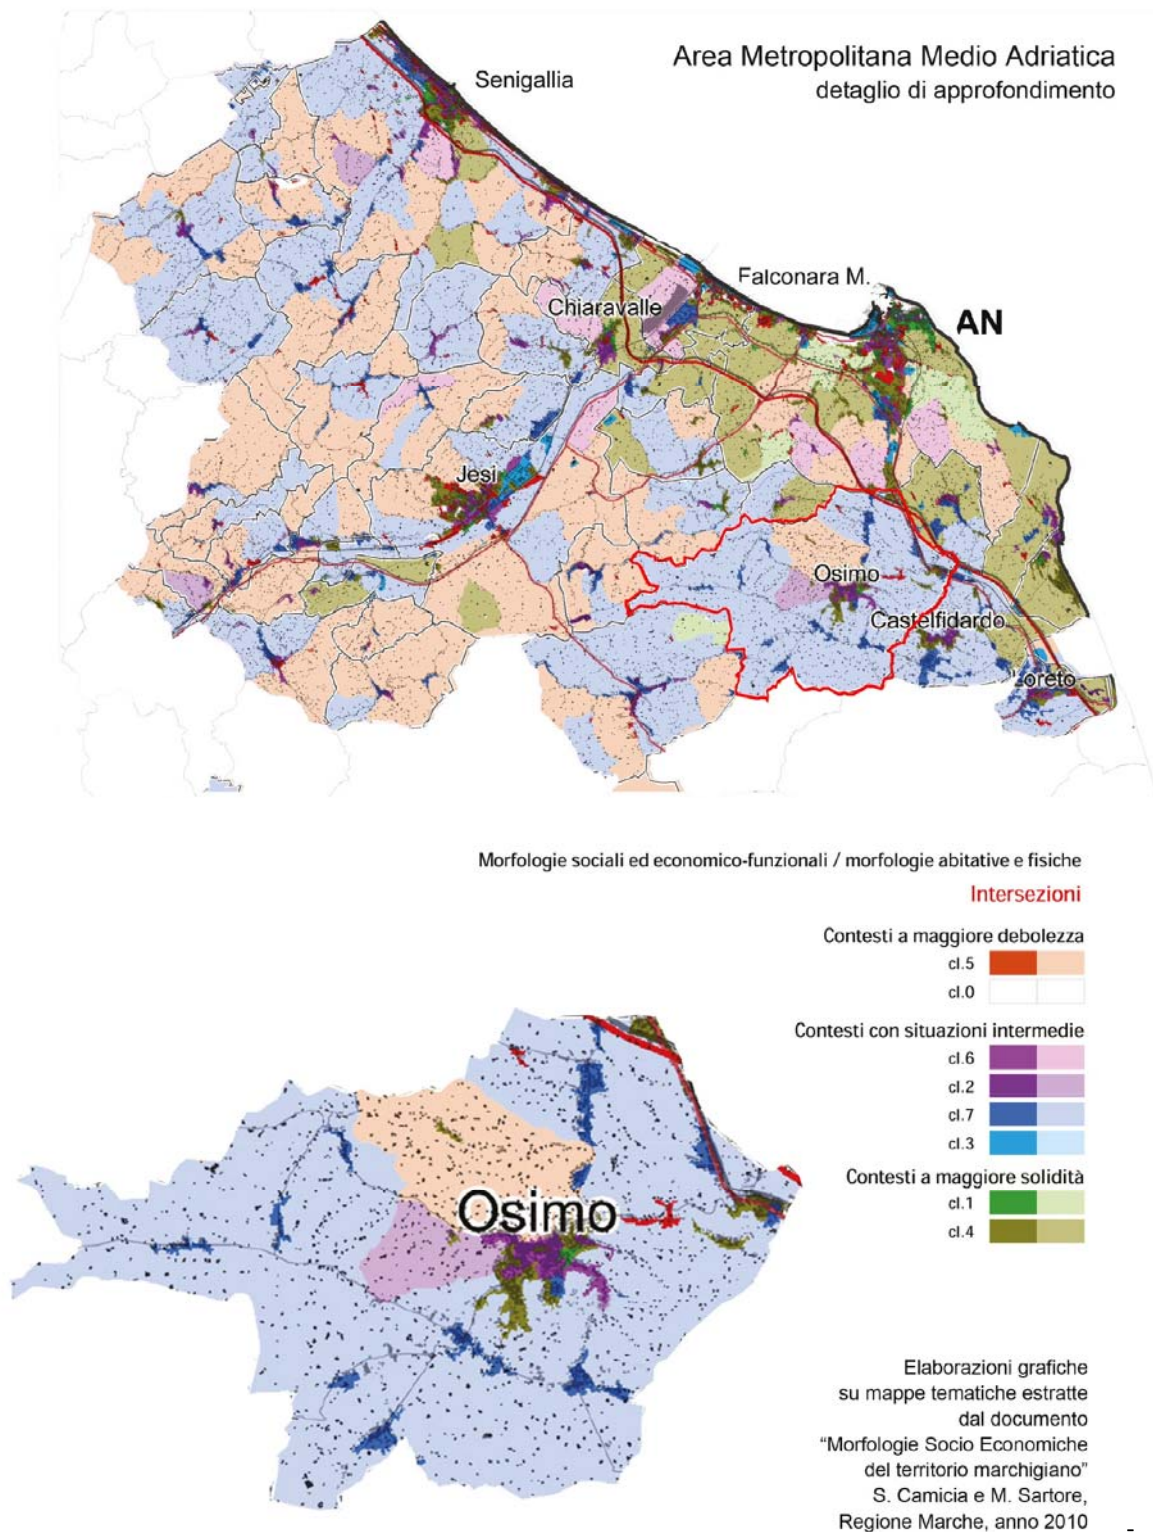 Area Metropolitana Medio Adriatica
detaglio di approfondimento
Senigallia
Falconara M.
Chiaravalle
AN
Jesi
Osimo
Castelfidardo
Loreto
Morfologie sociali ed economico-funzionali / morfologie abitative e fisiche
Intersezioni
Contesti a maggiore debolezza
cl.5
cl.0
Contesti con situazioni intermedie
cl.6
cl.2
cl.7
cl.3
Contesti a maggiore solidità
cl.1
cl.4
Osimo
Elaborazioni grafiche
su mappe tematiche estratte
dal documento
“Morfologie Socio Economiche
del territorio marchigiano”
S. Camicia e M. Sartore,
Regione Marche, anno 2010